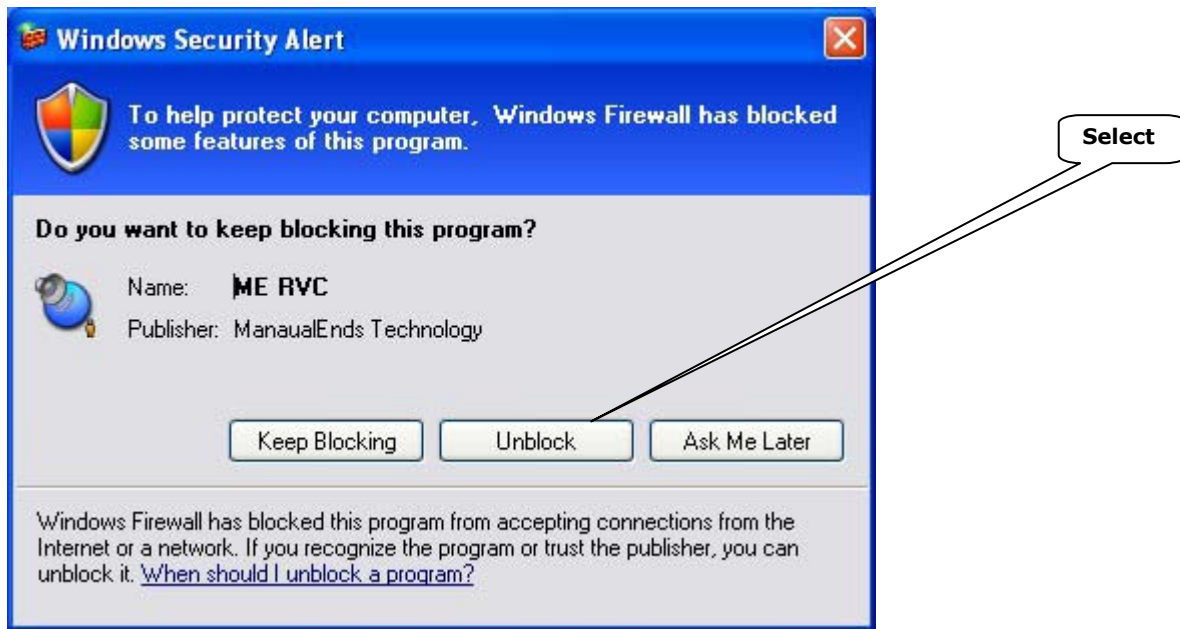 Windows Security Alert
To help protect your computer, Windows Firewall has blocked
some features of this program.
Select
Do you want to keep blocking this program?
Name: ME RVC
Publisher: ManaualEnds Technology
Keep Blocking Unblock Ask Me Later
Windows Firewall has blocked this program from accepting connections from the
Internet or a network. If you recognize the program or trust the publisher, you can
unblock it. When should I unblock a program?